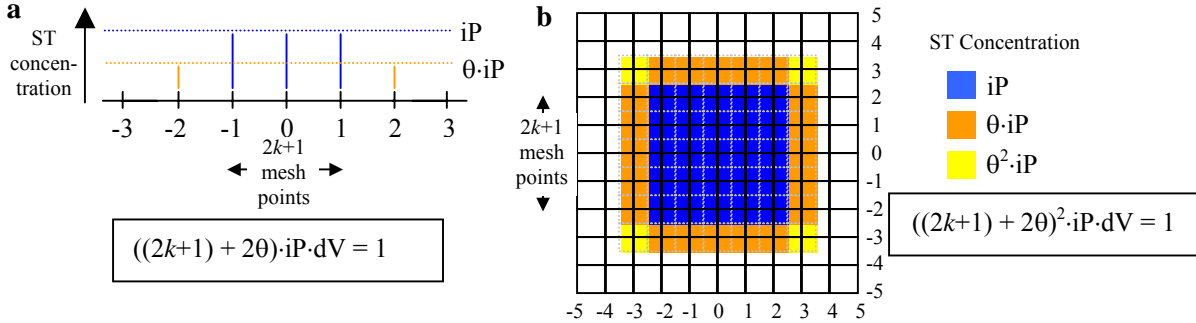 a
ST
concen-
tration
iP
θ·iP
-3 -2 -1 0 1 2 3
2k+1
mesh
points
((2k+1) + 2θ)·iP·dV = 1
b
2k+1
mesh
points
5
4
3
2
1
0
-1
-2
-3
-4
-5
-5 -4 -3 -2 -1 0 1 2 3 4 5
ST Concentration
iP
θ·iP
θ²·iP
((2k+1) + 2θ)²·iP·dV = 1